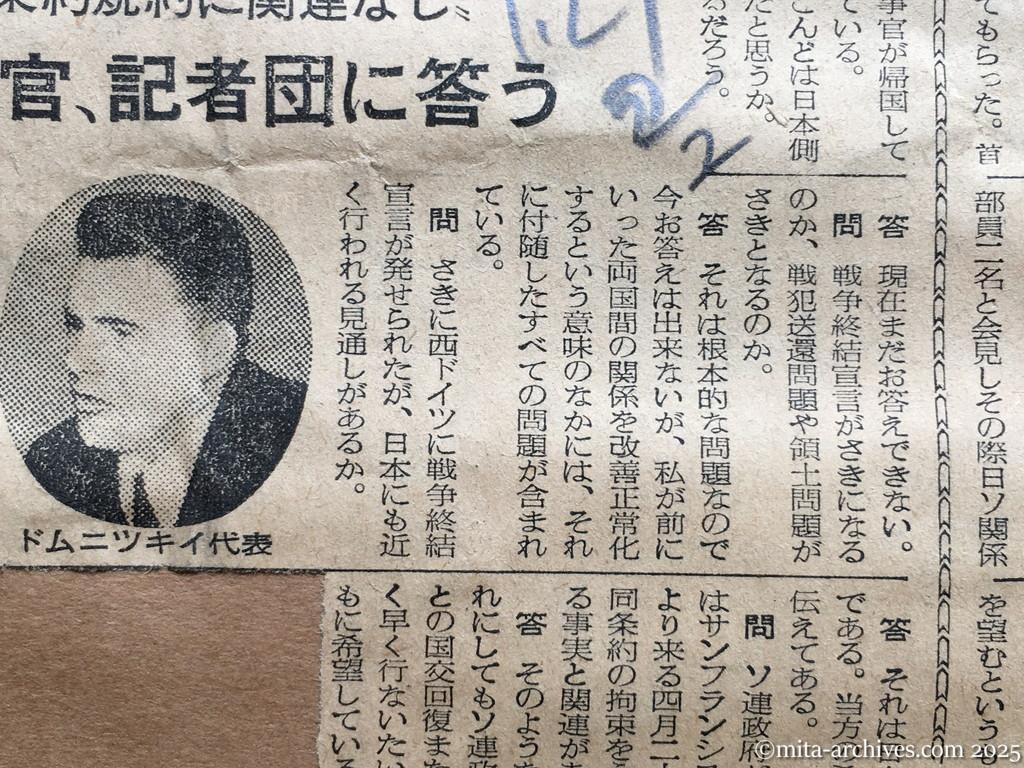 条約規約に関連なし〟
官、記者団に答う
1.21
22
事官が帰国して
ている。
こんどは日本側
たと思うか。
るだろう。
てもらった。首
部員二名と会見しその際日ソ関係
を望むというも
答 現在まだお答えできない。
問 戦争終結宣言がさきになる
のか、戦犯送還問題や領土問題が
さきとなるのか。
答 それは根本的な問題なので
今お答えは出来ないが、私が前に
いった両国間の関係を改善正常化
するという意味のなかには、それ
に付随したすべての問題が含まれ
ている。
問 さきに西ドイツに戦争終結
宣言が発せられたが、日本にも近
く行われる見通しがあるか。
ドムニツキイ代表
答 それは
である。当方の
伝えてある。
問 ソ連政府
はサンフランシ
より来る四月二
同条約の拘束を
る事実と関連が
答 そのような
れにしてもソ連政
との国交回復また
く早く行ないたい
もに希望している
©mita-archives.com 2025